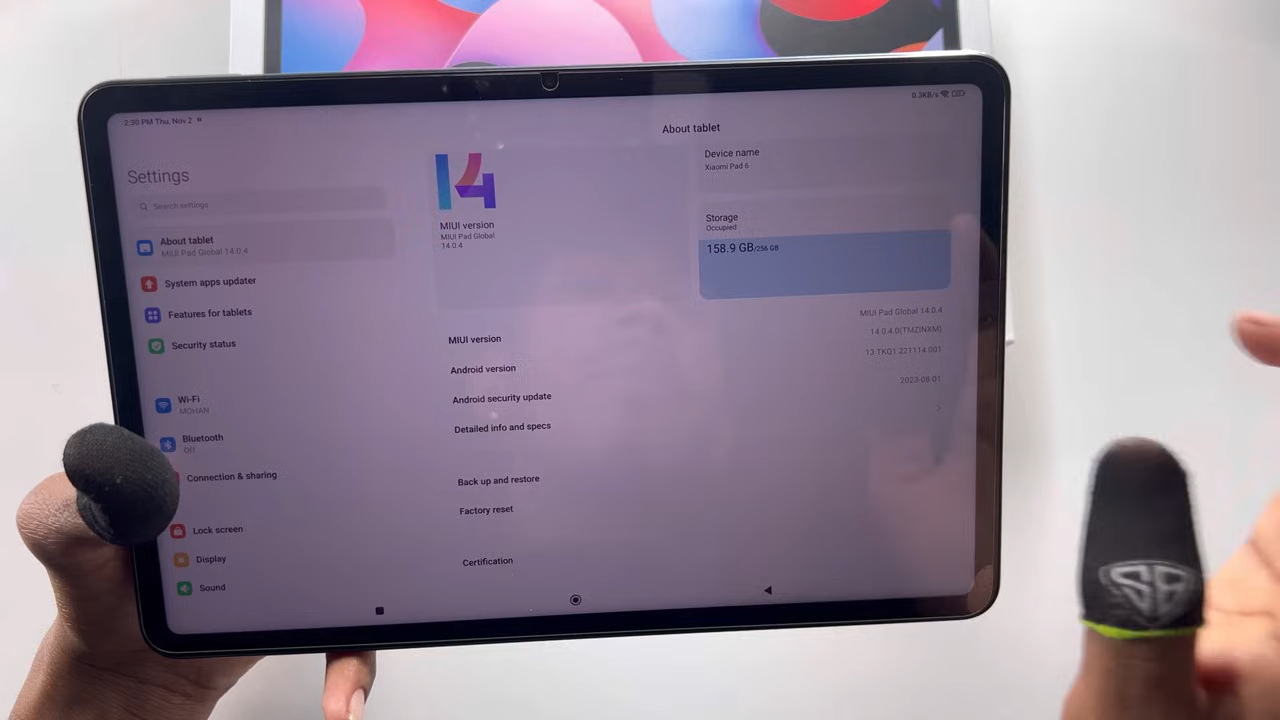 2:30 PM Thu, Nov 2
0.3KB/s
About tablet
Settings
Search settings
About tablet
MIUI Pad Global 14.0.4
System apps updater
Features for tablets
Security status
Wi-Fi
MOHAN
Bluetooth
Off
Connection & sharing
Lock screen
Display
Sound
14
MIUI version
MIUI Pad Global
14.0.4
Device name
Xiaomi Pad 6
Storage
Occupied
158.9 GB/256 GB
MIUI version
MIUI Pad Global 14.0.4
14.0.4.0(TMZINXM)
Android version
13 TKQ1.221114.001
Android security update
2023-08-01
Detailed info and specs
Back up and restore
Factory reset
Certification